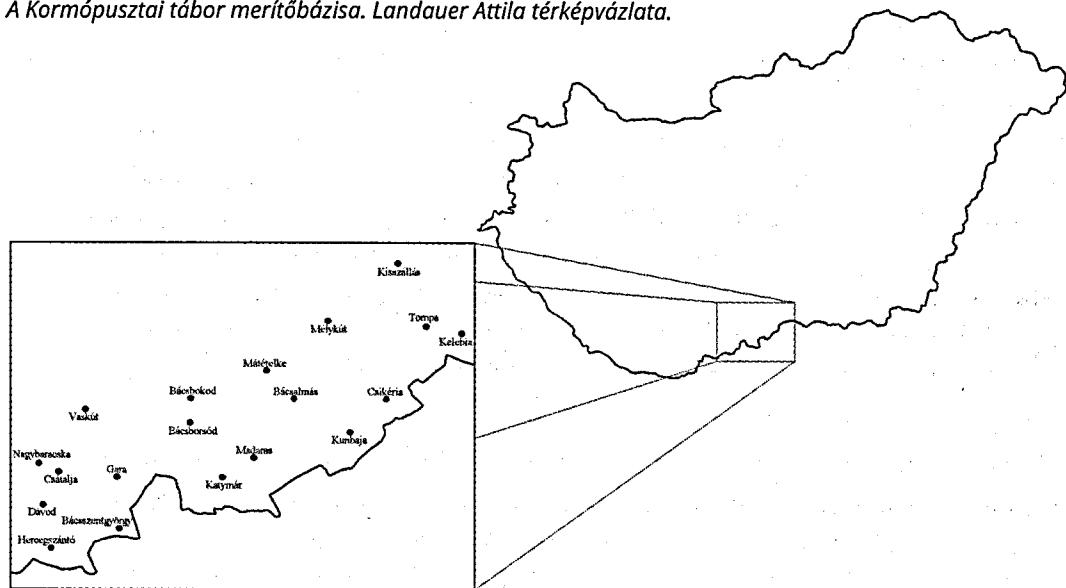 A Kormópusztai tábor merítőbázisa. Landauer Attila térképvázlata.
Kisszállás
Tompa
Mélykút
Kelebia
Mátételke
Bácsbokod
Bácsalmás
Csikéria
Vaskút
Bácsborsód
Kunbaja
Madaras
Nagybaracska
Csátalja
Gara
Katymár
Dávod
Bácsszentgyörgy
Hercegszántó